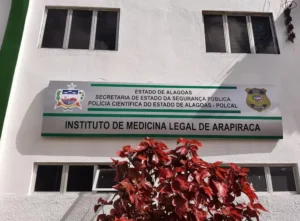 ESTADO DE ALAGOAS
SECRETARIA DE ESTADO DA SEGURANÇA PÚBLICA
POLÍCIA CIENTÍFICA DO ESTADO DE ALAGOAS - POLCAL
INSTITUTO DE MEDICINA LEGAL DE ARAPIRACA